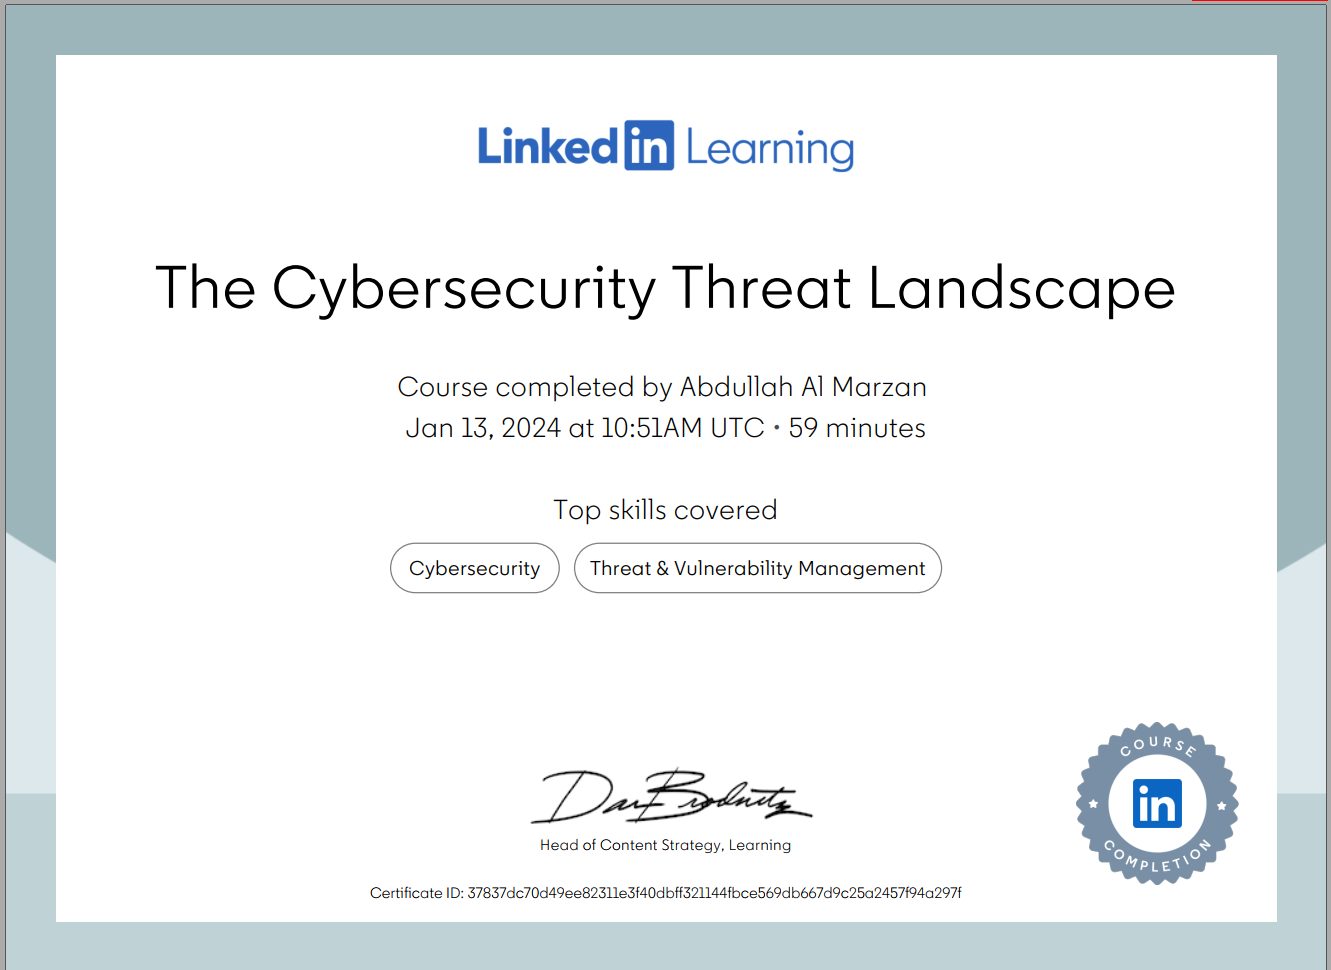 Linked in Learning
The Cybersecurity Threat Landscape
Course completed by Abdullah Al Marzan
Jan 13, 2024 at 10:51AM UTC • 59 minutes
Top skills covered
Cybersecurity
Threat & Vulnerability Management
Dan Brodnitz
Head of Content Strategy, Learning
Certificate ID: 37837dc70d49ee82311e3f40dbff321144fbce569db667d9c25a2457f94a297f
COURSE
in
COMPLETION